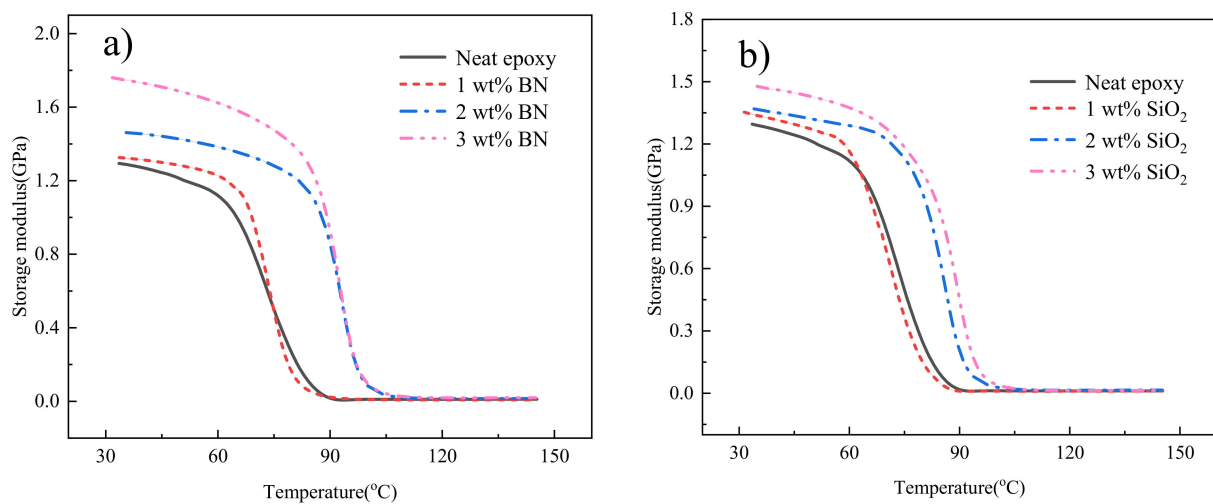 a)
2.0
1.6
1.2
0.8
0.4
0.0
Storage modulus(GPa)
Neat epoxy
1 wt% BN
2 wt% BN
3 wt% BN
30
60
90
120
150
Temperature(°C)
b)
1.8
1.5
1.2
0.9
0.6
0.3
0.0
Storage modulus(GPa)
Neat epoxy
1 wt% SiO₂
2 wt% SiO₂
3 wt% SiO₂
30
60
90
120
150
Temperature(°C)